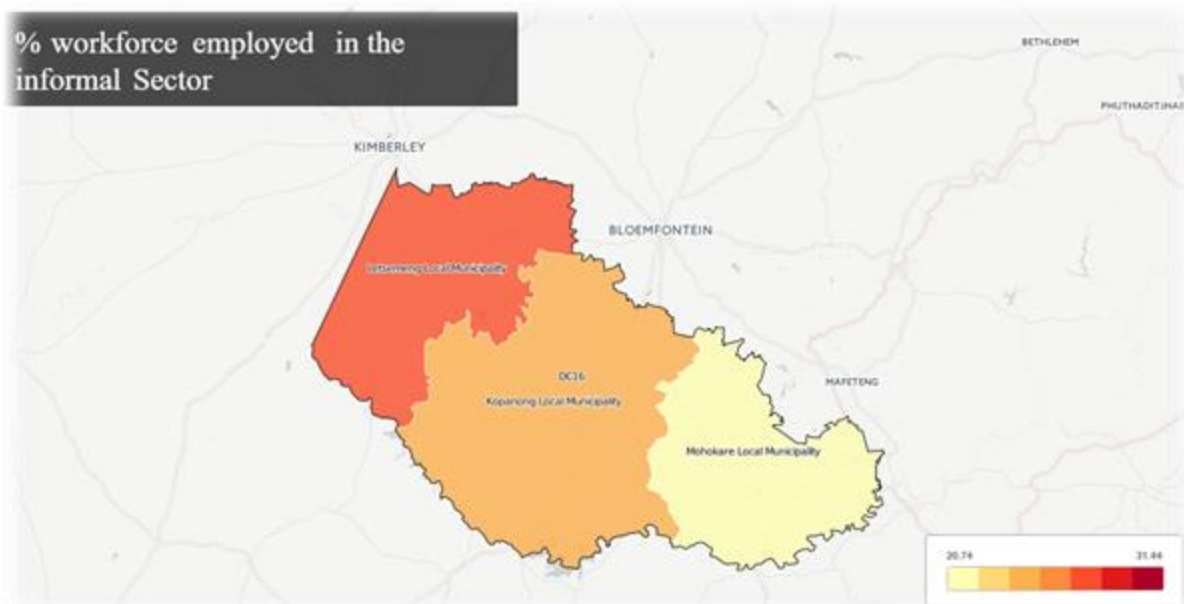 % workforce employed in the
informal Sector
BETHLEHEM
PHUTHADITJHABA
KIMBERLEY
BLOEMFONTEIN
Letsemeng Local Municipality
DC16
MAFETENG
Kopanong Local Municipality
Mohokare Local Municipality
20.74 31.44